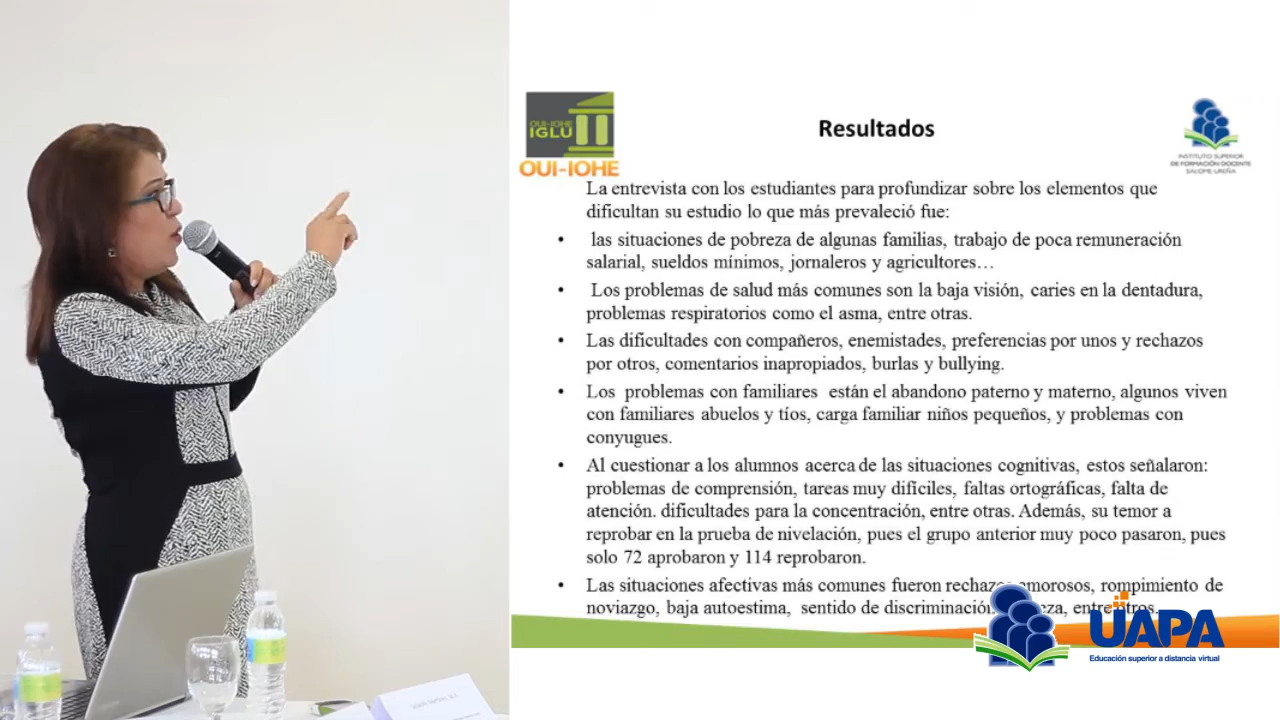 OUI-IOHE
IGLU
OUI-IOHE
Resultados
INSTITUTO SUPERIOR
DE FORMACIÓN DOCENTE
SALOMÉ UREÑA
La entrevista con los estudiantes para profundizar sobre los elementos que
dificultan su estudio lo que más prevaleció fue:
• las situaciones de pobreza de algunas familias, trabajo de poca remuneración
salarial, sueldos mínimos, jornaleros y agricultores…
• Los problemas de salud más comunes son la baja visión, caries en la dentadura,
problemas respiratorios como el asma, entre otras.
• Las dificultades con compañeros, enemistades, preferencias por unos y rechazos
por otros, comentarios inapropiados, burlas y bullying.
• Los problemas con familiares están el abandono paterno y materno, algunos viven
con familiares abuelos y tíos, carga familiar niños pequeños, y problemas con
conyugues.
• Al cuestionar a los alumnos acerca de las situaciones cognitivas, estos señalaron:
problemas de comprensión, tareas muy difíciles, faltas ortográficas, falta de
atención. dificultades para la concentración, entre otras. Además, su temor a
reprobar en la prueba de nivelación, pues el grupo anterior muy poco pasaron, pues
solo 72 aprobaron y 114 reprobaron.
• Las situaciones afectivas más comunes fueron rechazos amorosos, rompimiento de
noviazgo, baja autoestima, sentido de discriminación, entre otros.
UAPA
Educación superior a distancia virtual